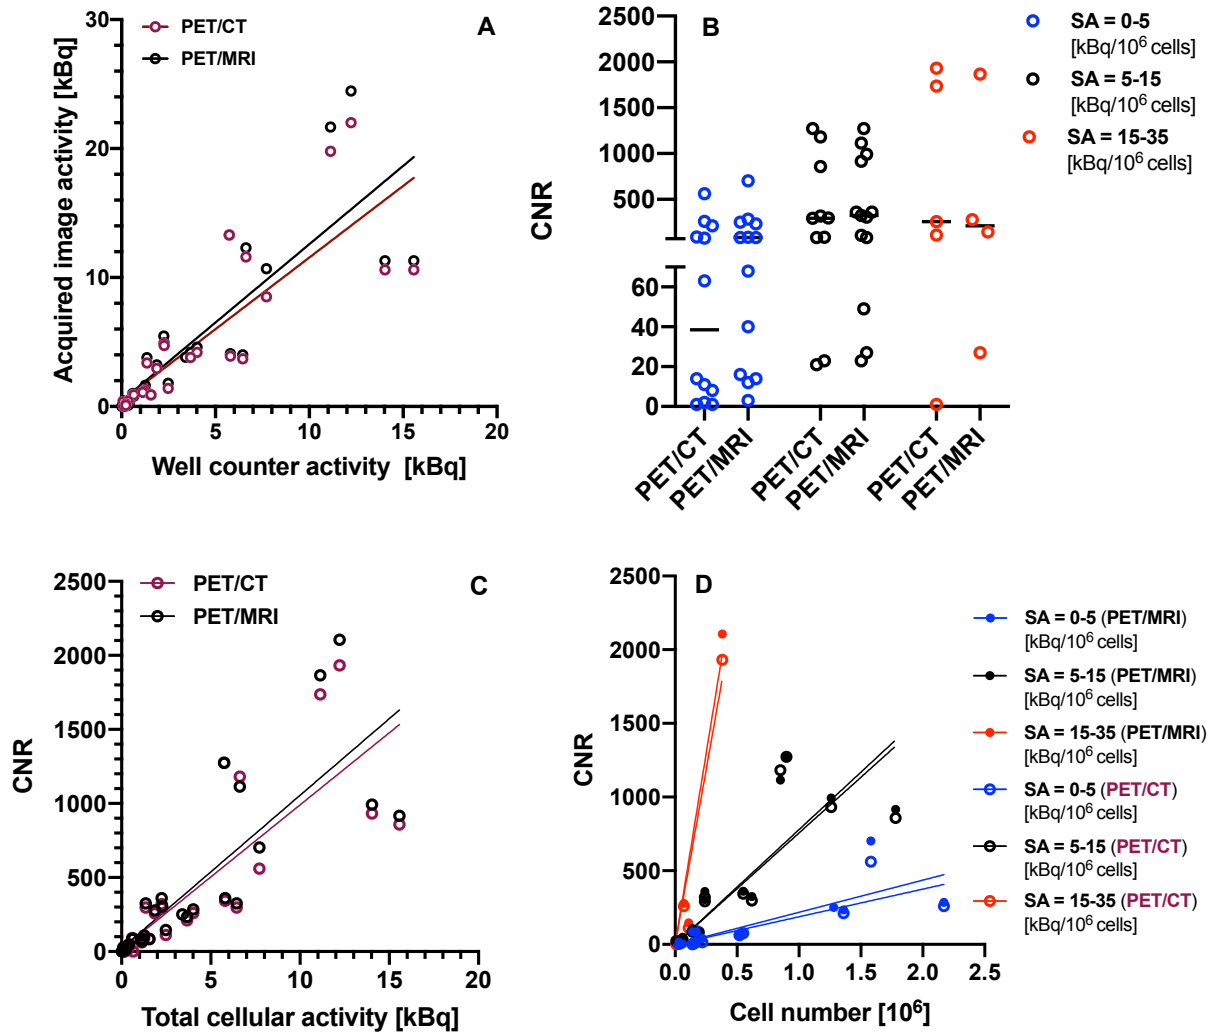 A
PET/CT
PET/MRI
Acquired image activity [kBq]
30
20
10
0
0
5
10
15
20
Well counter activity [kBq]
B
CNR
2500
2000
1500
1000
500
60
40
20
0
PET/CT
PET/MRI
PET/CT
PET/MRI
PET/CT
PET/MRI
SA = 0-5
[kBq/10⁶ cells]
SA = 5-15
[kBq/10⁶ cells]
SA = 15-35
[kBq/10⁶ cells]
C
PET/CT
PET/MRI
CNR
2500
2000
1500
1000
500
0
0
5
10
15
20
Total cellular activity [kBq]
D
CNR
2500
2000
1500
1000
500
0
0.0
0.5
1.0
1.5
2.0
2.5
Cell number [10⁶]
SA = 0-5 (PET/MRI)
[kBq/10⁶ cells]
SA = 5-15 (PET/MRI)
[kBq/10⁶ cells]
SA = 15-35 (PET/MRI)
[kBq/10⁶ cells]
SA = 0-5 (PET/CT)
[kBq/10⁶ cells]
SA = 5-15 (PET/CT)
[kBq/10⁶ cells]
SA = 15-35 (PET/CT)
[kBq/10⁶ cells]